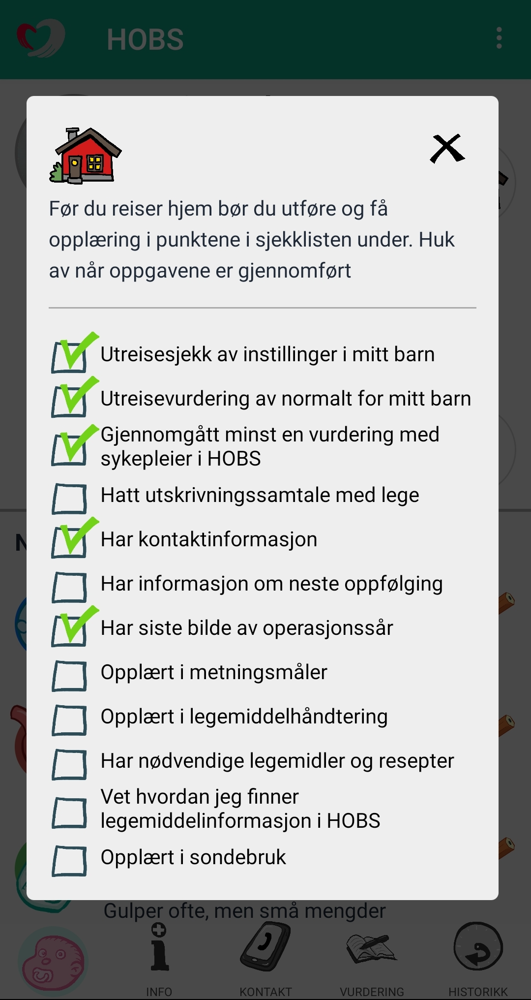 HOBS
Før du reiser hjem bør du utføre og få
opplæring i punktene i sjekklisten under. Huk
av når oppgavene er gjennomført
Utreisesjekk av instillinger i mitt barn
Utreisevurdering av normalt for mitt barn
Gjennomgått minst en vurdering med
sykepleier i HOBS
Hatt utskrivningssamtale med lege
Har kontaktinformasjon
Har informasjon om neste oppfølging
Har siste bilde av operasjonssår
Opplært i metningsmåler
Opplært i legemiddelhåndtering
Har nødvendige legemidler og resepter
Vet hvordan jeg finner
legemiddelinformasjon i HOBS
Opplært i sondebruk
Gulper ofte, men små mengder
INFO
KONTAKT
VURDERING
HISTORIKK